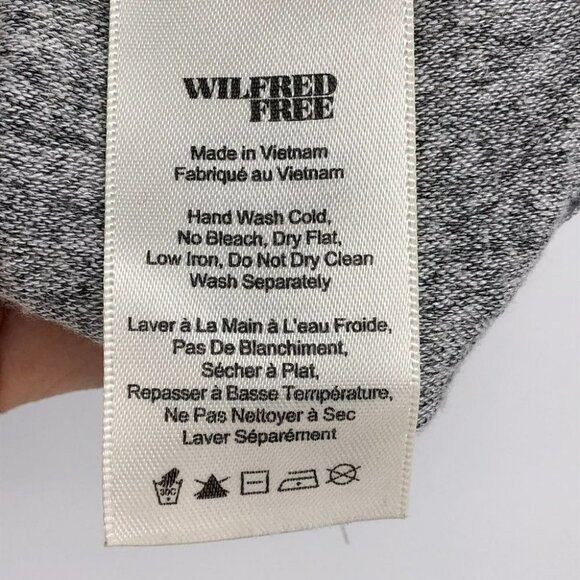 WILFRED
FREE
Made in Vietnam
Fabriqué au Vietnam
Hand Wash Cold,
No Bleach, Dry Flat,
Low Iron, Do Not Dry Clean
Wash Separately
Laver à La Main à L'eau Froide,
Pas De Blanchiment,
Sécher à Plat,
Repasser à Basse Température,
Ne Pas Nettoyer à Sec
Laver Séparément
30C